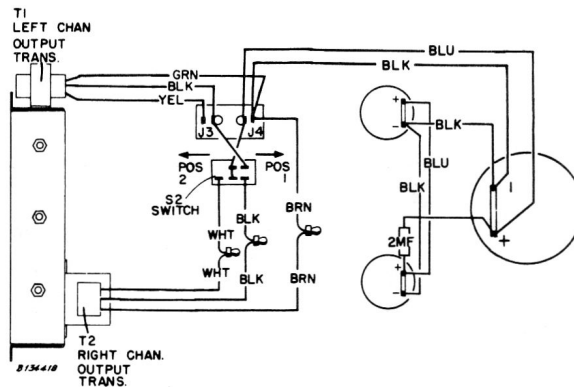 T1
LEFT CHAN
OUTPUT
TRANS.
GRN
BLK
YEL
J3
J4
BLU
BLK
+
-
BLK
BLU
BLK
POS
2
POS
1
S2
SWITCH
WHT
BLK
BRN
WHT
BLK
BRN
2MF
+
-
+
T2
RIGHT CHAN.
OUTPUT
TRANS.
B134418